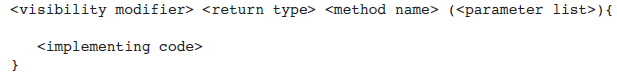 <visibility modifier> <return type> <method name> (<parameter list>){
<implementing code>
}